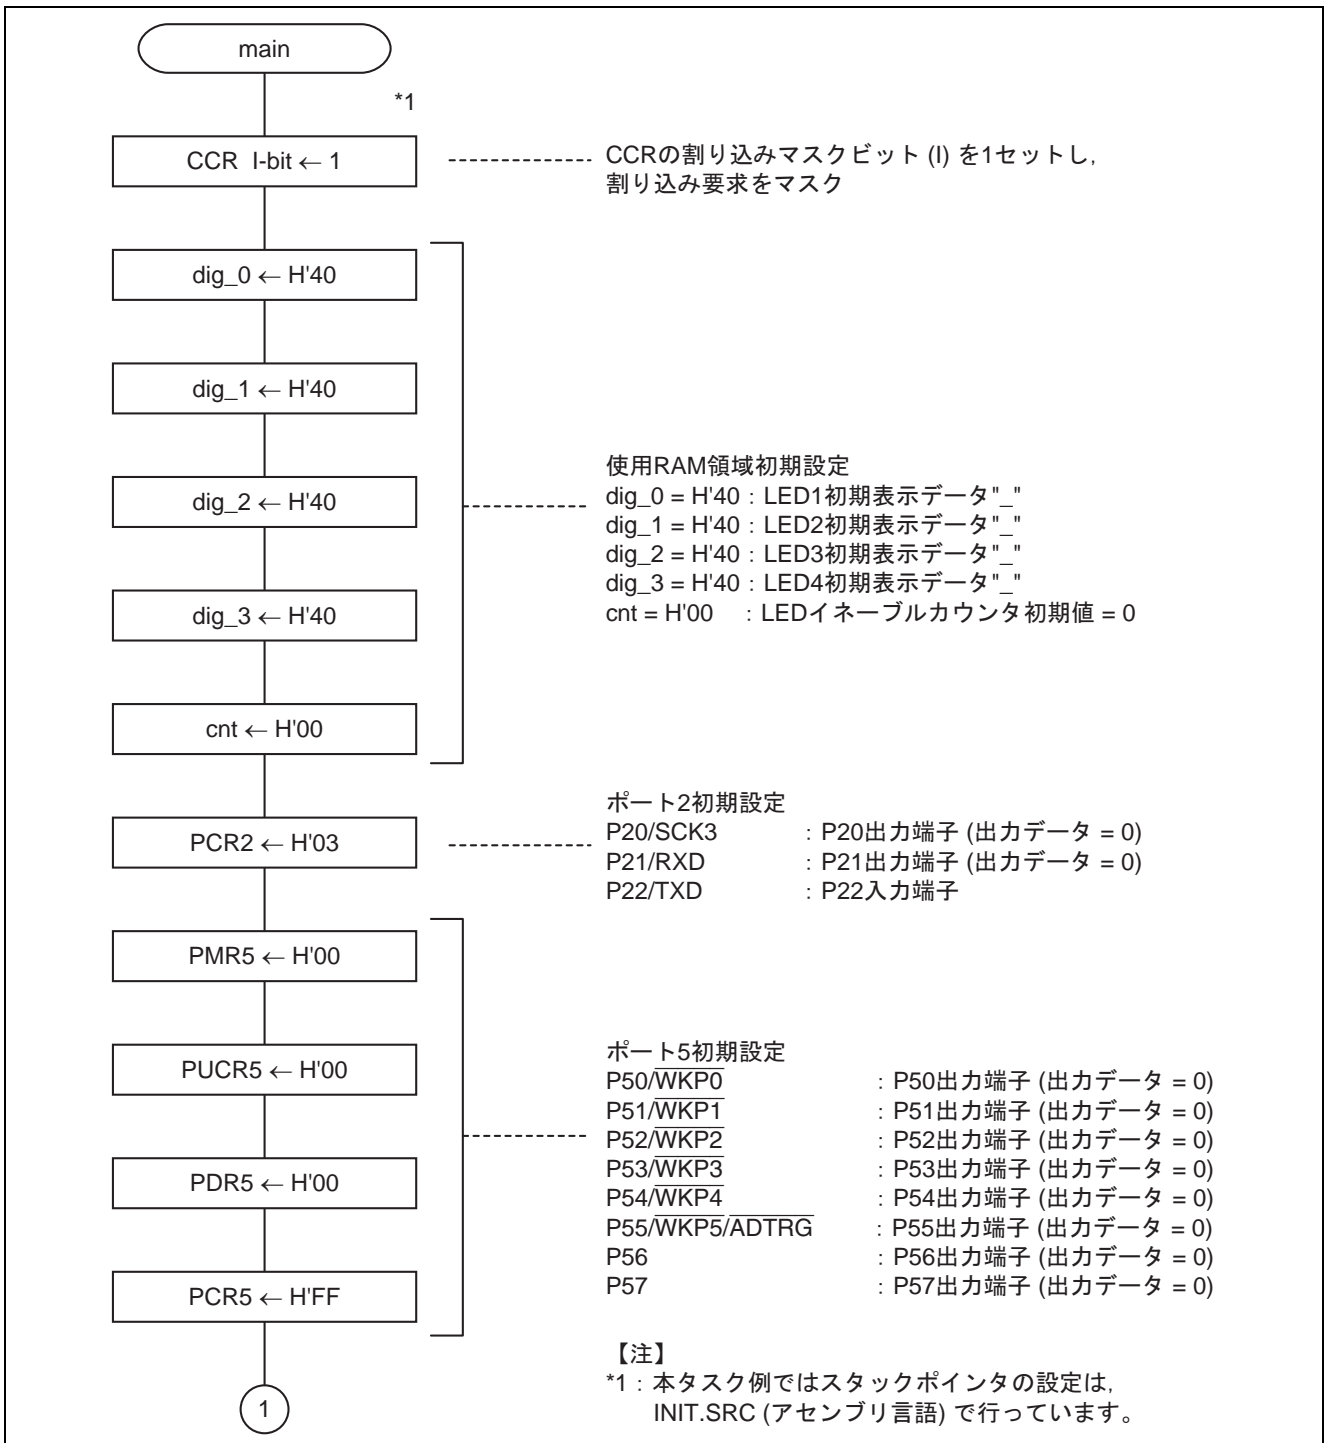 main
*1
CCR I-bit ← 1
CCRの割り込みマスクビット (I) を1セットし,
割り込み要求をマスク
dig_0 ← H'40
dig_1 ← H'40
dig_2 ← H'40
dig_3 ← H'40
cnt ← H'00
使用RAM領域初期設定
dig_0 = H'40 : LED1初期表示データ"_"
dig_1 = H'40 : LED2初期表示データ"_"
dig_2 = H'40 : LED3初期表示データ"_"
dig_3 = H'40 : LED4初期表示データ"_"
cnt = H'00 : LEDイネーブルカウンタ初期値 = 0
PCR2 ← H'03
ポート2初期設定
P20/SCK3 : P20出力端子 (出力データ = 0)
P21/RXD : P21出力端子 (出力データ = 0)
P22/TXD : P22入力端子
PMR5 ← H'00
PUCR5 ← H'00
PDR5 ← H'00
PCR5 ← H'FF
ポート5初期設定
P50/W̅K̅P̅0̅ : P50出力端子 (出力データ = 0)
P51/W̅K̅P̅1̅ : P51出力端子 (出力データ = 0)
P52/W̅K̅P̅2̅ : P52出力端子 (出力データ = 0)
P53/W̅K̅P̅3̅ : P53出力端子 (出力データ = 0)
P54/W̅K̅P̅4̅ : P54出力端子 (出力データ = 0)
P55/W̅K̅P̅5̅/A̅D̅T̅R̅G̅ : P55出力端子 (出力データ = 0)
P56 : P56出力端子 (出力データ = 0)
P57 : P57出力端子 (出力データ = 0)
1
【注】
*1 : 本タスク例ではスタックポインタの設定は,
INIT.SRC (アセンブリ言語) で行っています。